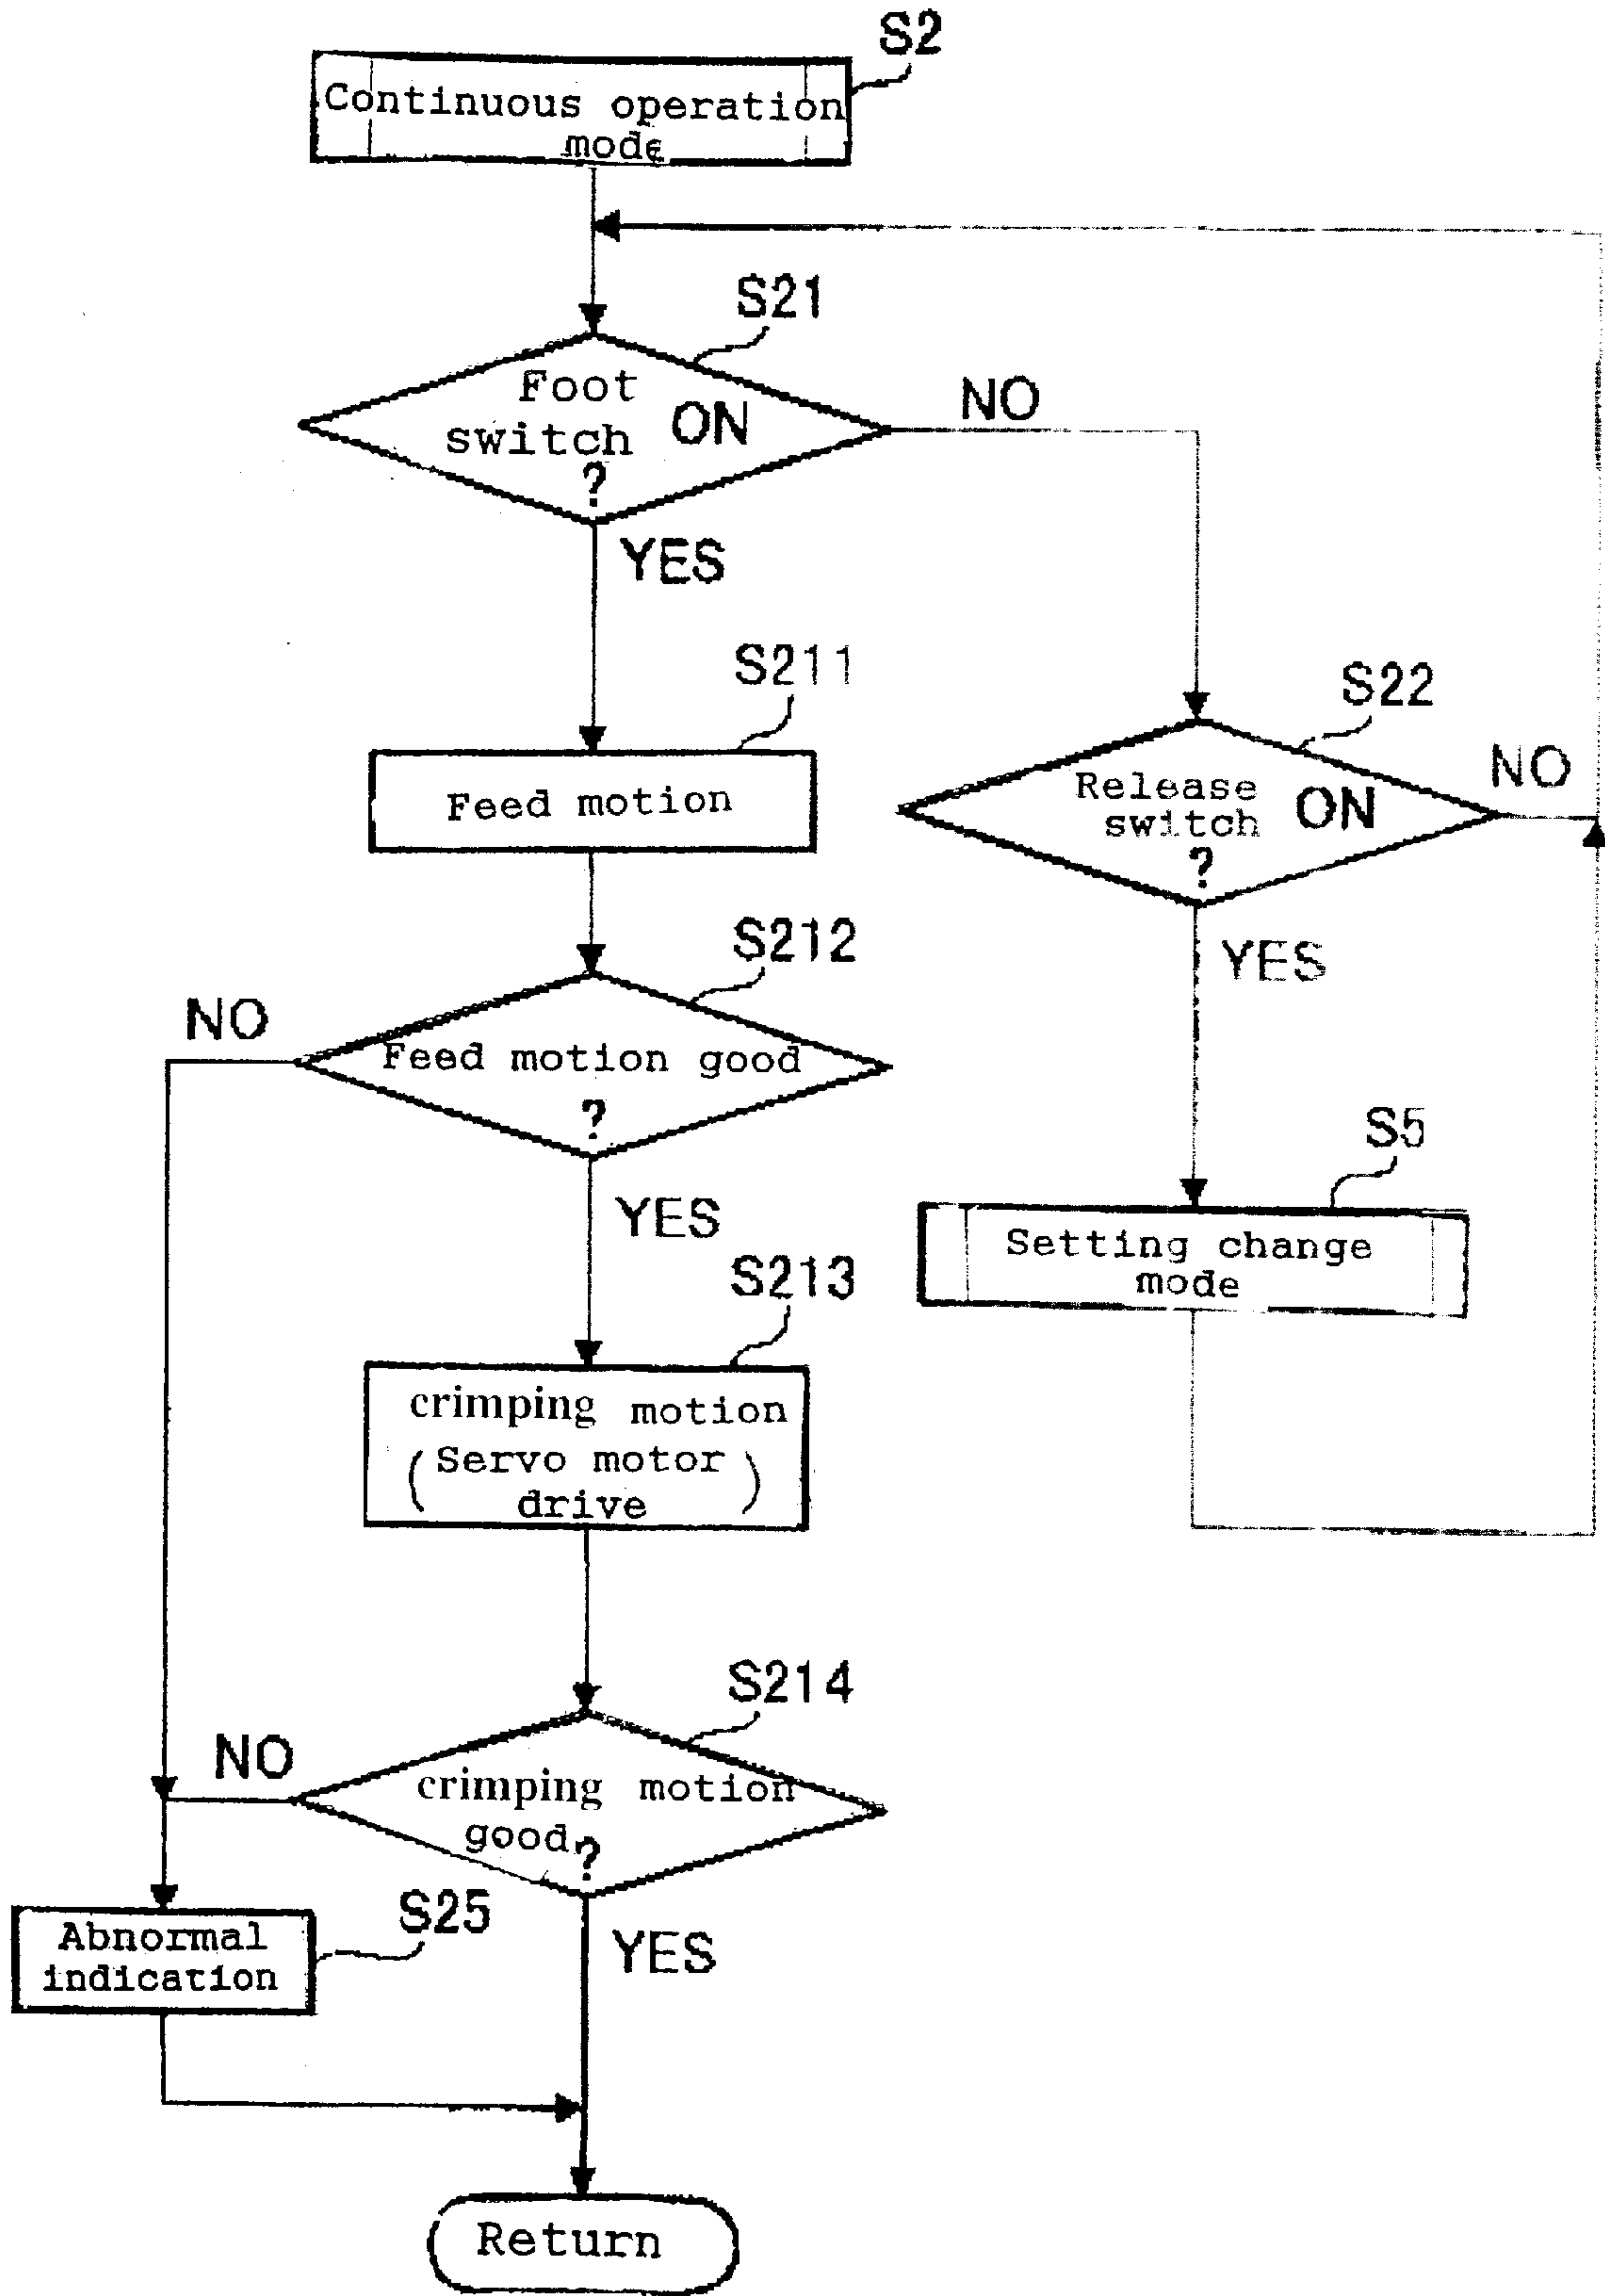 S2
Continuous operation
mode
S21
Foot
switch ON
?
NO
YES
S211
Feed motion
S22
Release
switch ON
?
NO
YES
S212
NO
Feed motion good
?
YES
S5
Setting change
mode
S213
crimping motion
(Servo motor
drive)
S214
NO
crimping motion
good
?
YES
S25
Abnormal
indication
Return